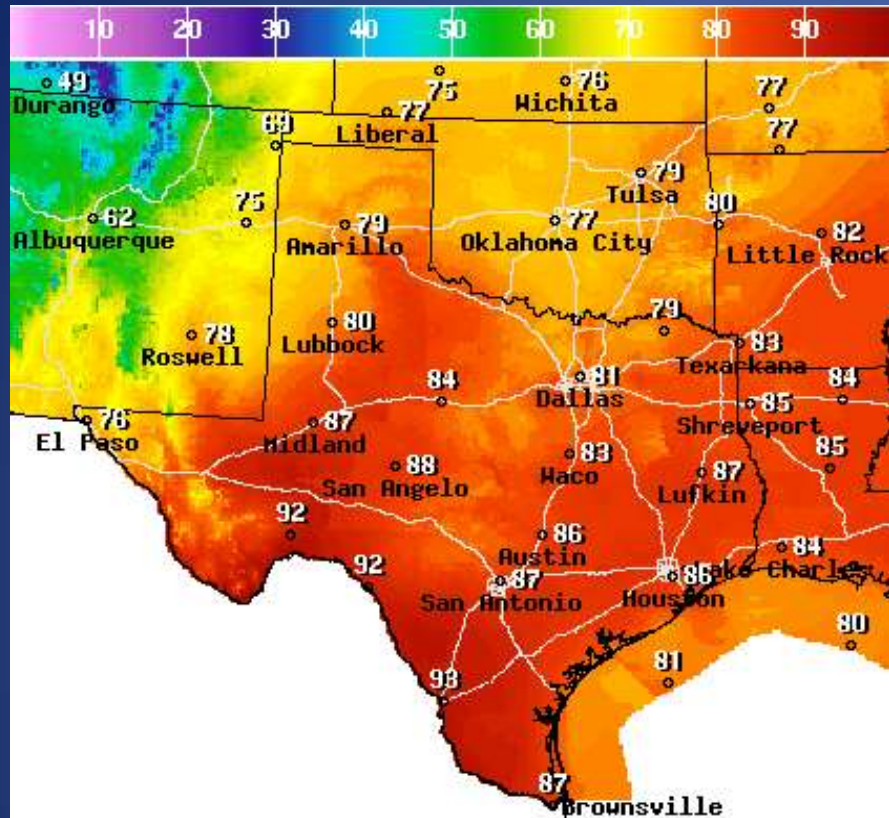 10 20 30 40 50 60 70 80 90
49
Durango
75
76
Wichita
77
Liberal
77
69
77
79
Tulsa
62
Albuquerque
75
79
Amarillo
77
Oklahoma City
80
82
Little Rock
78
Roswell
80
Lubbock
79
83
Texarkana
81
Dallas
84
84
85
Shreveport
76
El Paso
87
Midland
88
San Angelo
83
Waco
87
Lufkin
85
92
86
Austin
84
Lake Charles
92
87
San Antonio
86
Houston
80
81
93
87
Brownsville